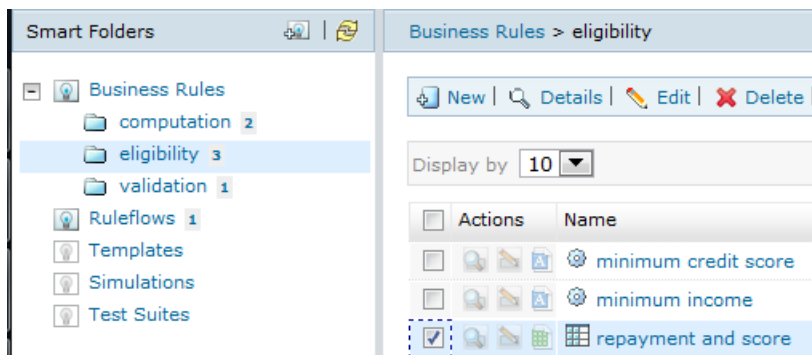 Smart Folders
Business Rules
computation 2
eligibility 3
validation 1
Ruleflows 1
Templates
Simulations
Test Suites
Business Rules > eligibility
New | Details | Edit | Delete
Display by 10
Actions Name
minimum credit score
minimum income
repayment and score